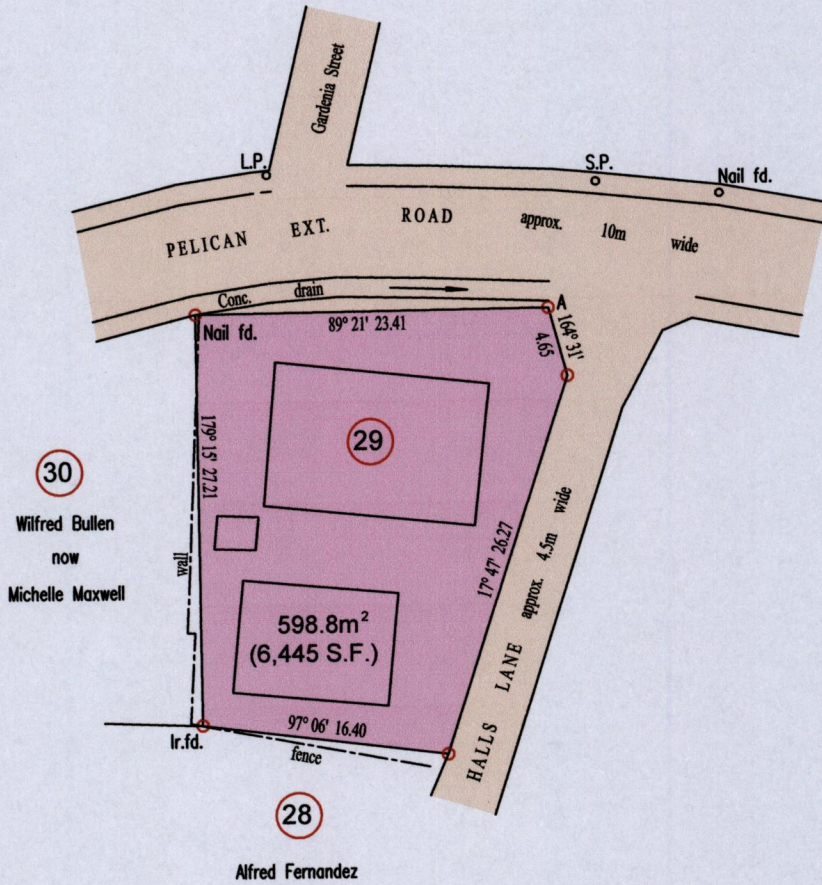 Gardenia Street
L.P.
S.P.
Nail fd.
PELICAN EXT. ROAD approx. 10m wide
Conc. drain
A
Nail fd.
89° 21' 23.41
164° 31'
4.65
179° 15' 27.21
29
30
Wilfred Bullen
now
Michelle Maxwell
wall
17° 47' 26.27
HALLS LANE approx. 4.5m wide
598.8m²
(6,445 S.F.)
97° 06' 16.40
Ir.fd.
fence
28
Alfred Fernandez